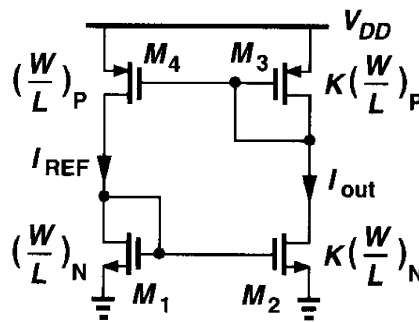 V_DD
M_4 M_3
(W/L)_P K(W/L)_P
I_REF I_out
(W/L)_N K(W/L)_N
M_1 M_2